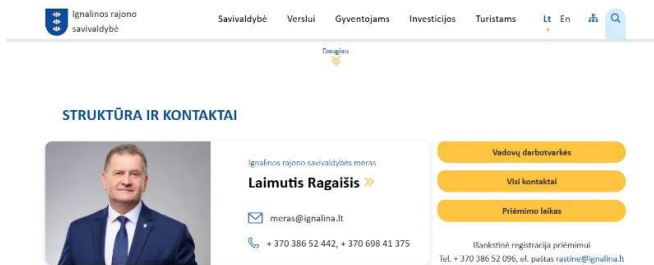 Ignalinos rajono
savivaldybė
Savivaldybė Verslui Gyventojams Investicijos Turistams Lt En
Daugiau
STRUKTŪRA IR KONTAKTAI
Ignalinos rajono savivaldybės meras
Laimutis Ragaišis
meras@ignalina.lt
+ 370 386 52 442, + 370 698 41 375
Vadovų darbotvarkės
Visi kontaktai
Priėmimo laikas
Išankstinė registracija priėmimui
Tel. + 370 386 52 096, el. paštas rastine@ignalina.lt